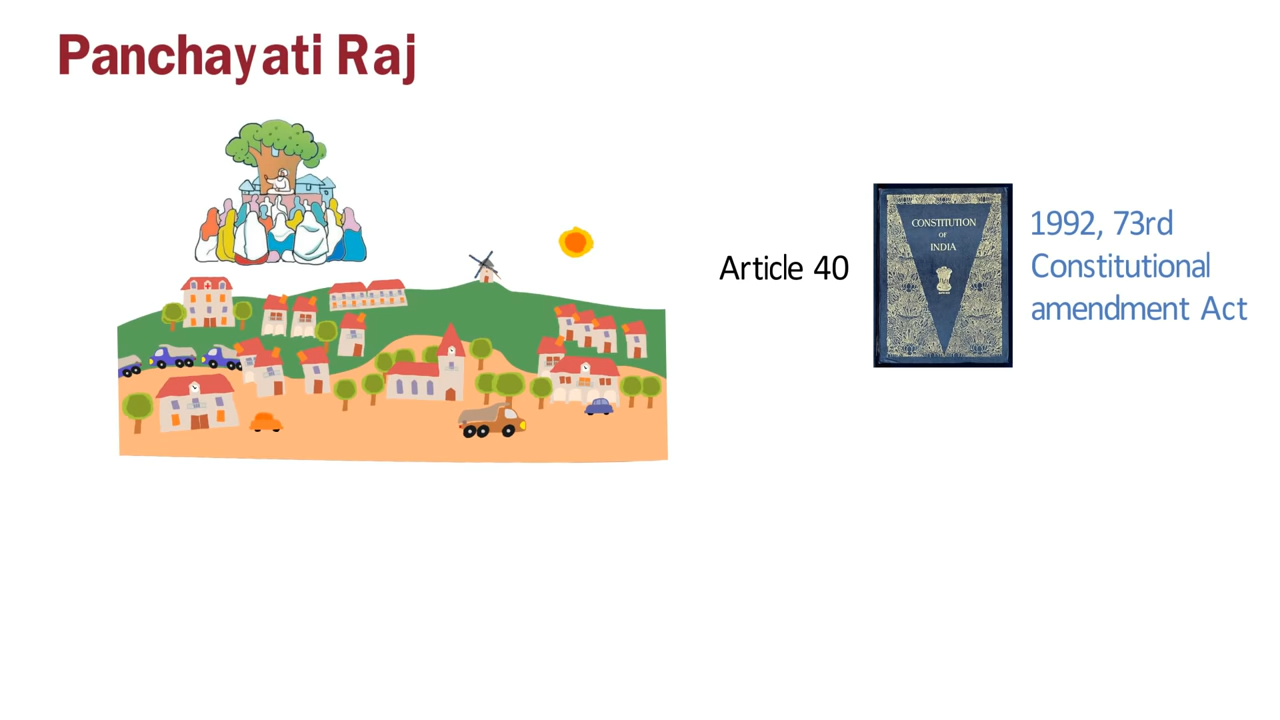 Panchayati Raj
Article 40
CONSTITUTION
OF
INDIA
1992, 73rd
Constitutional
amendment Act